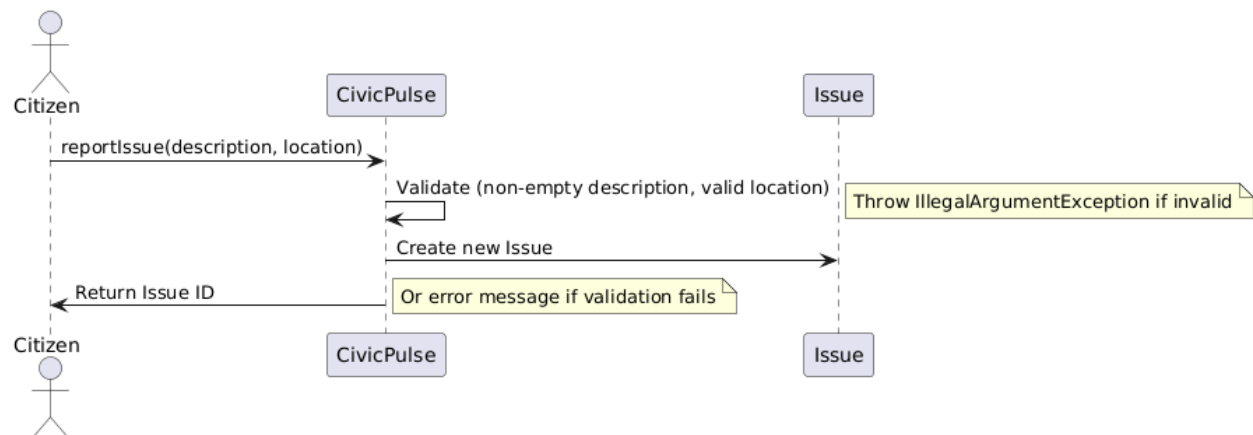 Citizen
CivicPulse
Issue
reportIssue(description, location)
Validate (non-empty description, valid location)
Throw IllegalArgumentException if invalid
Create new Issue
Return Issue ID
Or error message if validation fails
Citizen
CivicPulse
Issue